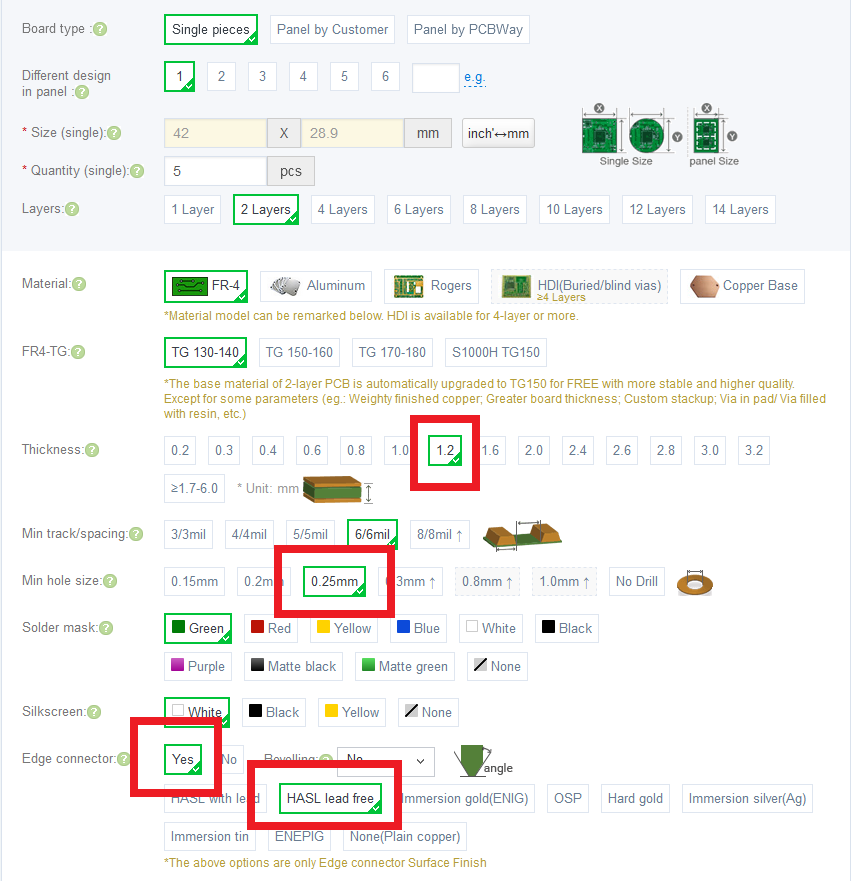 Board type : Single pieces Panel by Customer Panel by PCBWay
Different design
in panel : 1 2 3 4 5 6 e.g.
* Size (single): 42 X 28.9 mm inch'↔mm
X X Y Y
Single Size panel Size
* Quantity (single): 5 pcs
Layers: 1 Layer 2 Layers 4 Layers 6 Layers 8 Layers 10 Layers 12 Layers 14 Layers
Material: FR-4 Aluminum Rogers HDI(Buried/blind vias) Copper Base
≥4 Layers
*Material model can be remarked below. HDI is available for 4-layer or more.
FR4-TG: TG 130-140 TG 150-160 TG 170-180 S1000H TG150
*The base material of 2-layer PCB is automatically upgraded to TG150 for FREE with more stable and higher quality.
Except for some parameters (eg.: Weighty finished copper; Greater board thickness; Custom stackup; Via in pad/ Via filled
with resin, etc.)
Thickness: 0.2 0.3 0.4 0.6 0.8 1.0 1.2 1.6 2.0 2.4 2.6 2.8 3.0 3.2
≥1.7-6.0 * Unit: mm
Min track/spacing: 3/3mil 4/4mil 5/5mil 6/6mil 8/8mil ↑
Min hole size: 0.15mm 0.2mm 0.25mm 0.3mm ↑ 0.8mm ↑ 1.0mm ↑ No Drill
Solder mask: Green Red Yellow Blue White Black
Purple Matte black Matte green None
Silkscreen: White Black Yellow None
Edge connector: Yes No Bevelling: No angle
HASL with lead HASL lead free Immersion gold(ENIG) OSP Hard gold Immersion silver(Ag)
Immersion tin ENEPIG None(Plain copper)
*The above options are only Edge connector Surface Finish